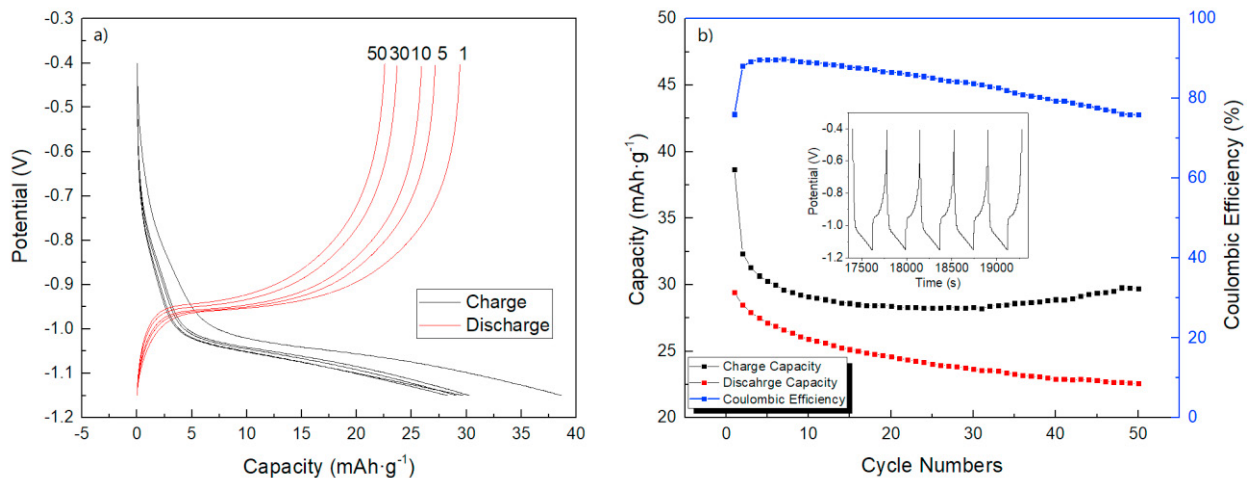 a)
50 30 10 5 1
-0.3
-0.4
-0.5
-0.6
-0.7
-0.8
-0.9
-1.0
-1.1
-1.2
Potential (V)
Charge
Discharge
-5 0 5 10 15 20 25 30 35 40
Capacity (mAh·g-1)
b)
50
45
40
35
30
25
20
Capacity (mAh·g-1)
100
80
60
40
20
0
Coulombic Efficiency (%)
-0.4
-0.6
-0.8
-1.0
-1.2
Potential (V)
17500 18000 18500 19000
Time (s)
Charge Capacity
Discahrge Capacity
Coulombic Efficiency
0 10 20 30 40 50
Cycle Numbers